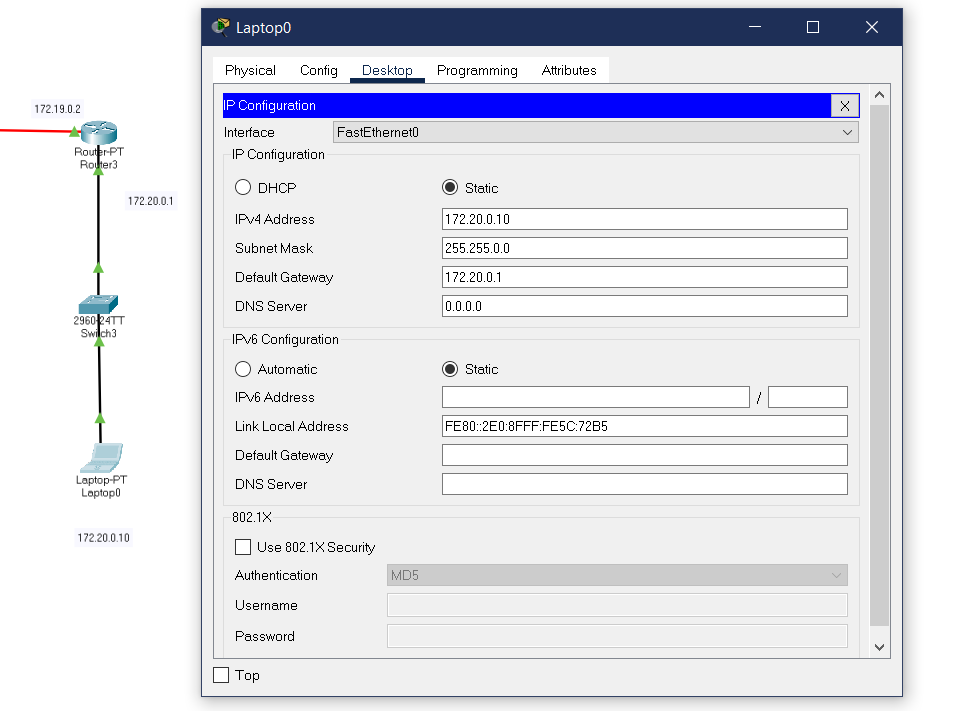 172.19.0.2
Router-PT
Router3
172.20.0.1
2960-24TT
Switch3
Laptop-PT
Laptop0
172.20.0.10
Laptop0
Physical Config Desktop Programming Attributes
IP Configuration X
Interface FastEthernet0
IP Configuration
DHCP Static
IPv4 Address 172.20.0.10
Subnet Mask 255.255.0.0
Default Gateway 172.20.0.1
DNS Server 0.0.0.0
IPv6 Configuration
Automatic Static
IPv6 Address /
Link Local Address FE80::2E0:8FFF:FE5C:72B5
Default Gateway
DNS Server
802.1X
Use 802.1X Security
Authentication MD5
Username
Password
Top